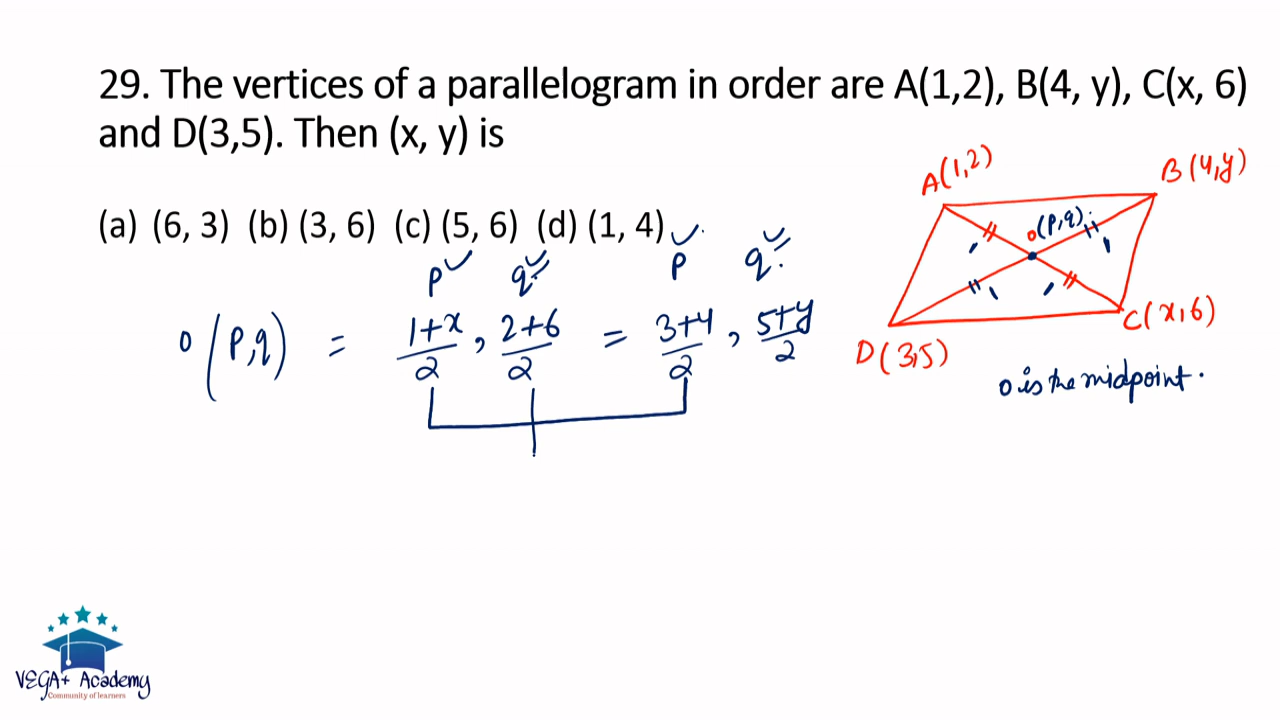 29. The vertices of a parallelogram in order are A(1,2), B(4, y), C(x, 6)
and D(3,5). Then (x, y) is
(a) (6, 3) (b) (3, 6) (c) (5, 6) (d) (1, 4)
A(1,2)
B(4,y)
O(P,q)
C(x,6)
D(3,5)
O is the midpoint.
P q P q
O (P,q) = 1+x/2, 2+6/2 = 3+4/2, 5+y/2
VEGA+ Academy
Community of learners